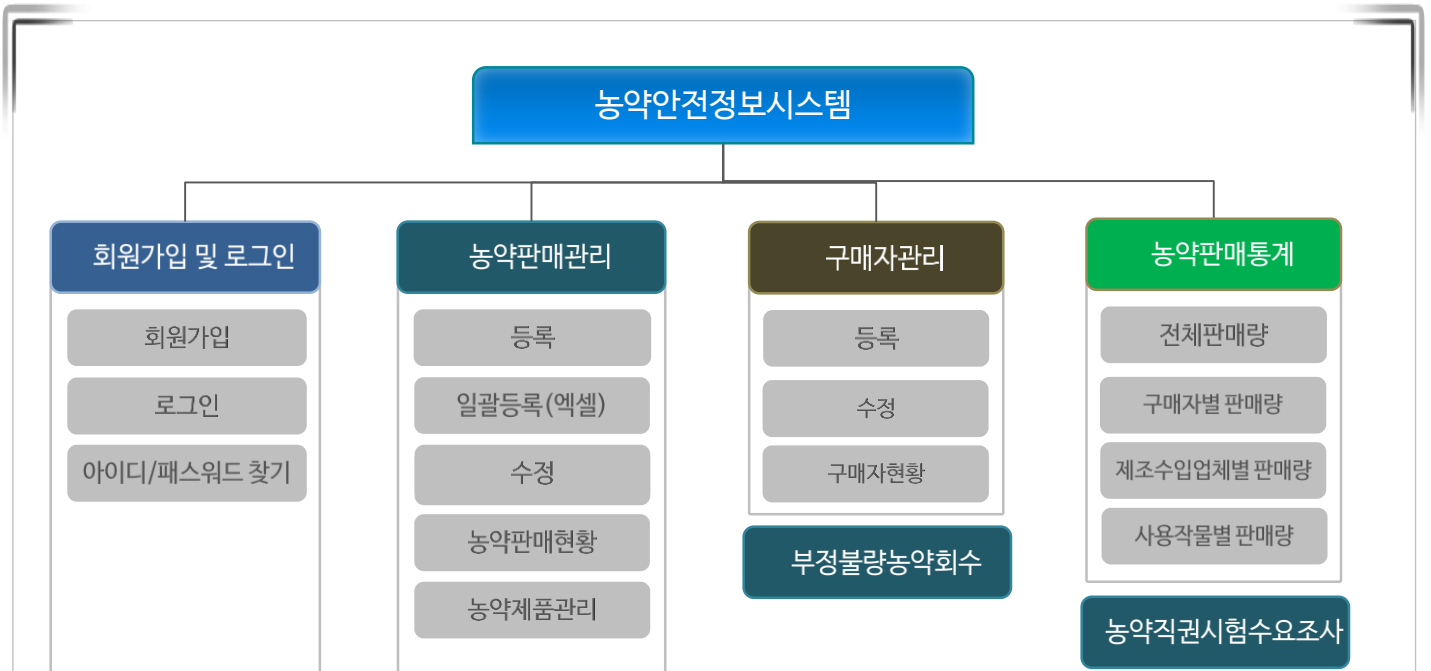 농약안전정보시스템
회원가입 및 로그인
회원가입
로그인
아이디/패스워드 찾기
농약판매관리
등록
일괄등록(엑셀)
수정
농약판매현황
농약제품관리
구매자관리
등록
수정
구매자현황
부정불량농약회수
농약판매통계
전체판매량
구매자별 판매량
제조수입업체별 판매량
사용작물별 판매량
농약직권시험수요조사